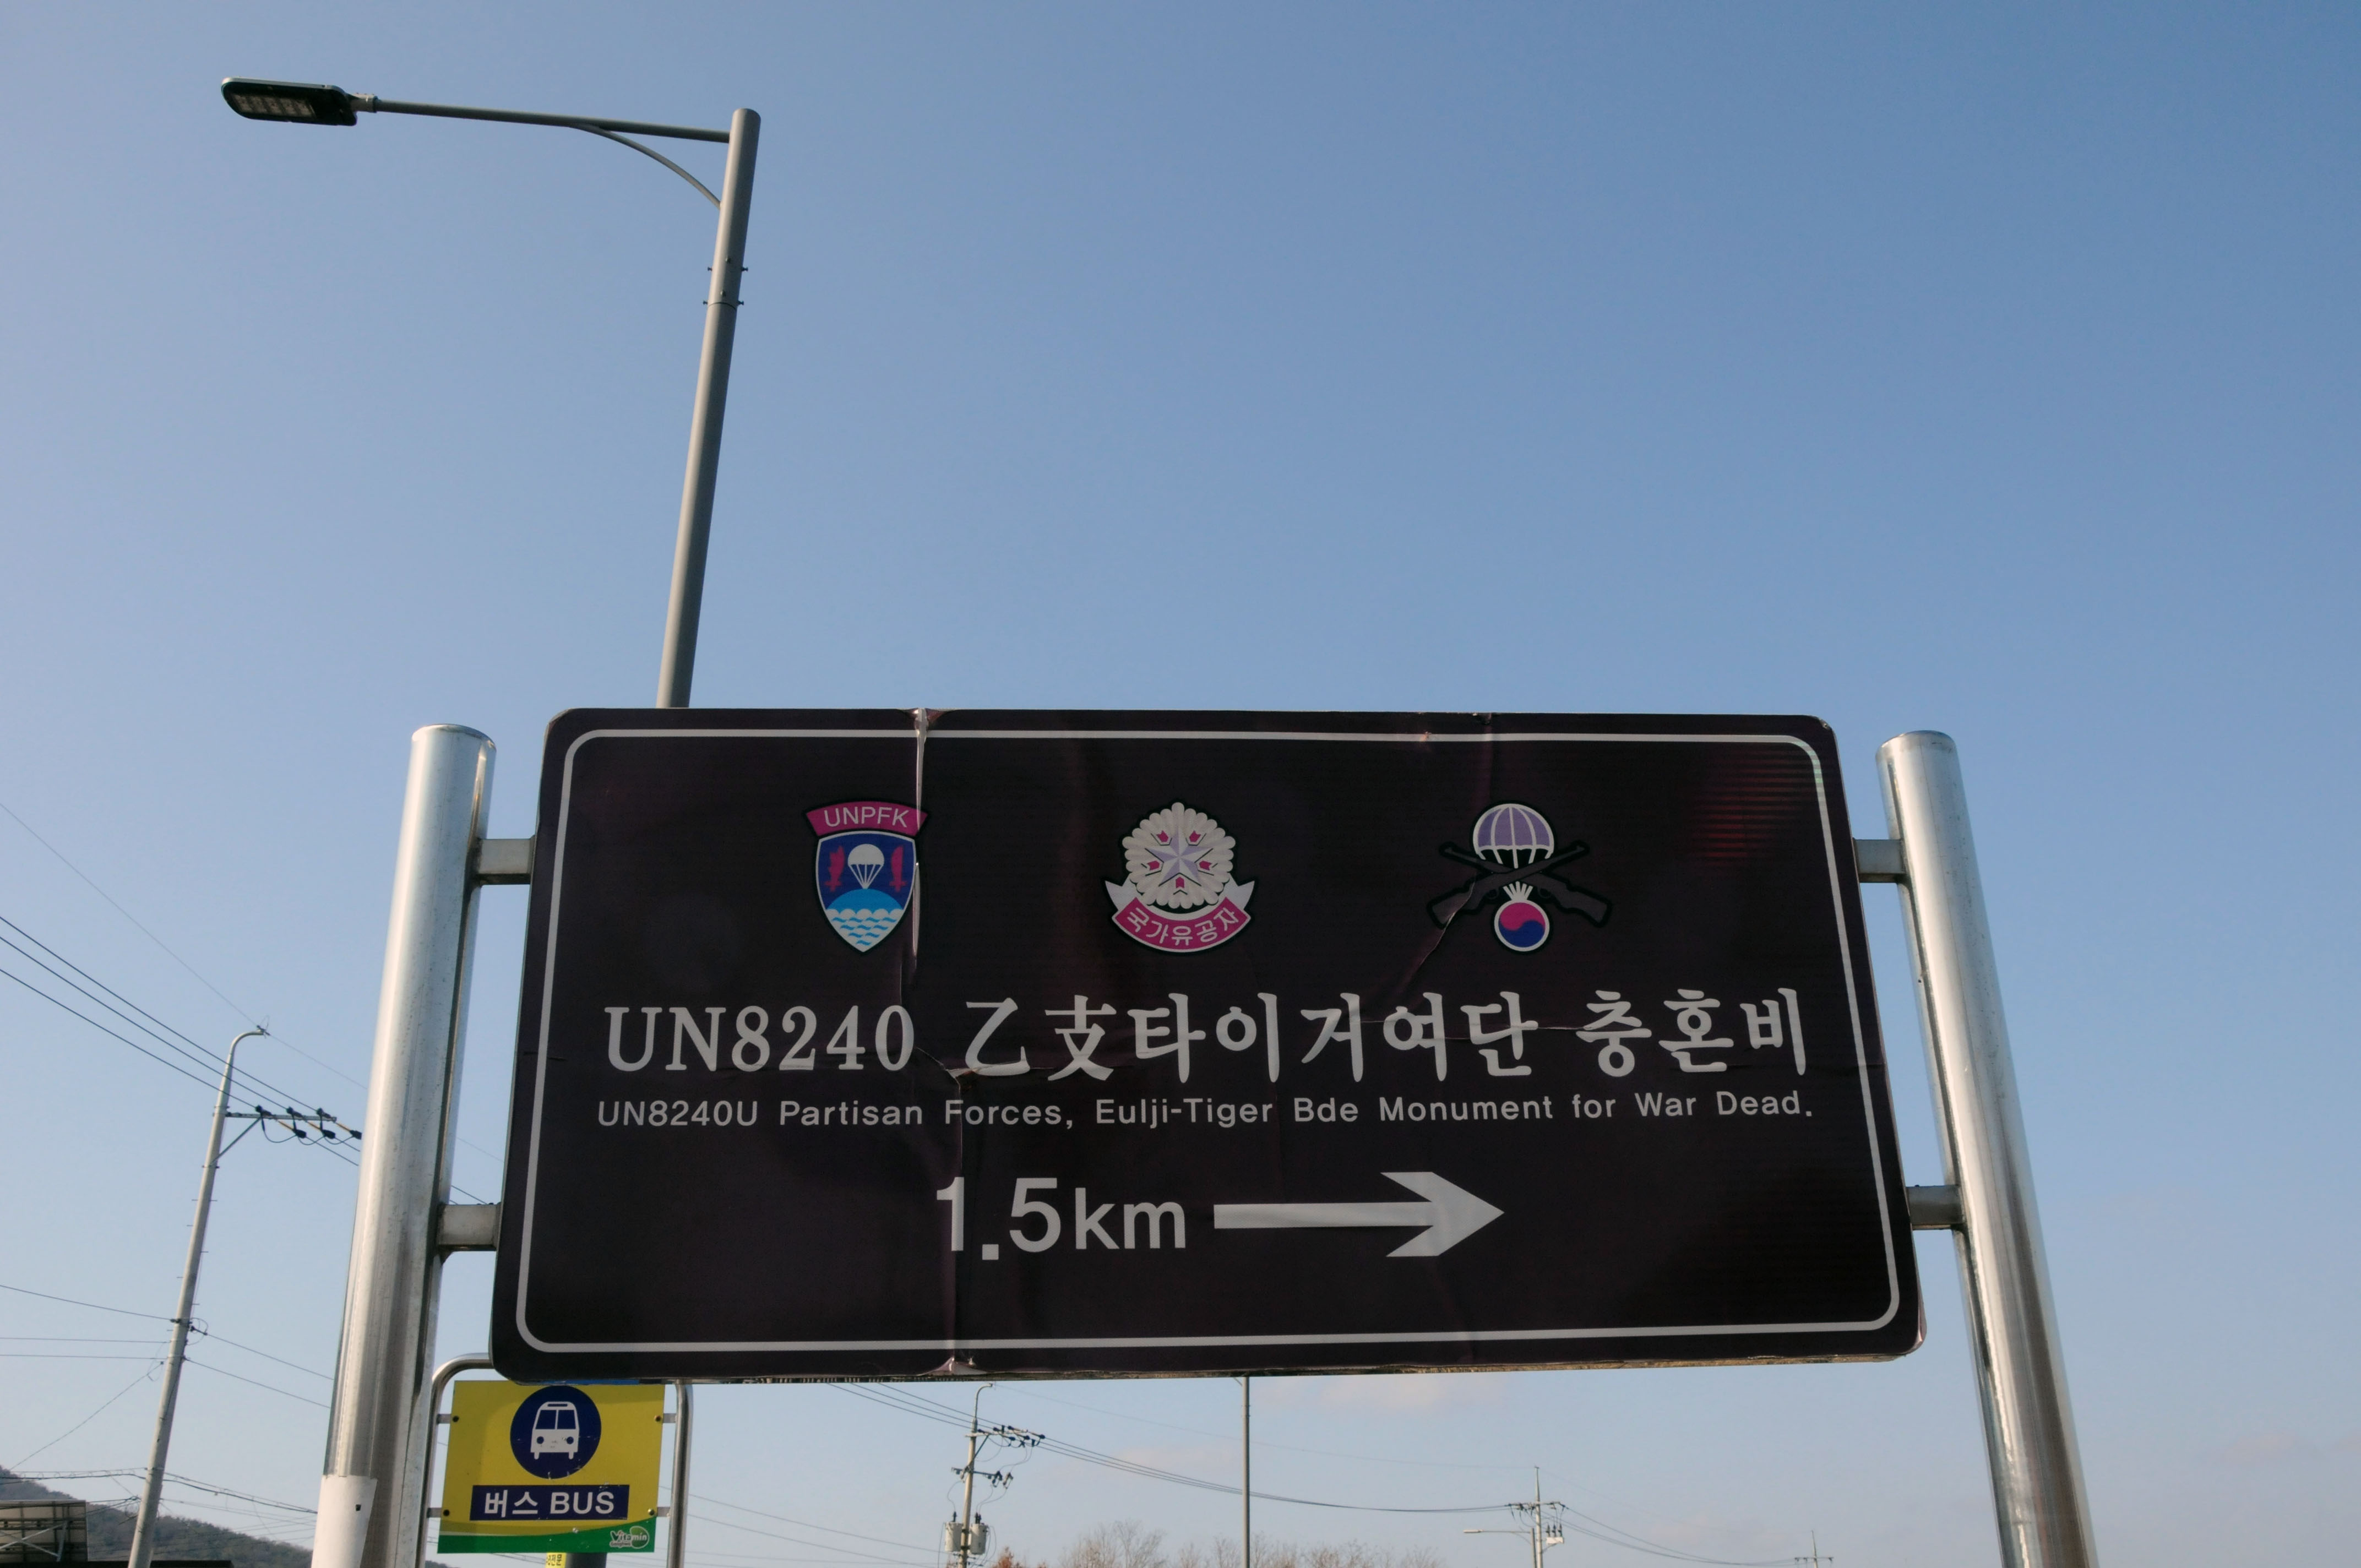 UNPFK
국가유공자
UN8240 乙支타이거여단 충혼비
UN8240U Partisan Forces, Eulji-Tiger Bde Monument for War Dead.
1.5km
버스 BUS